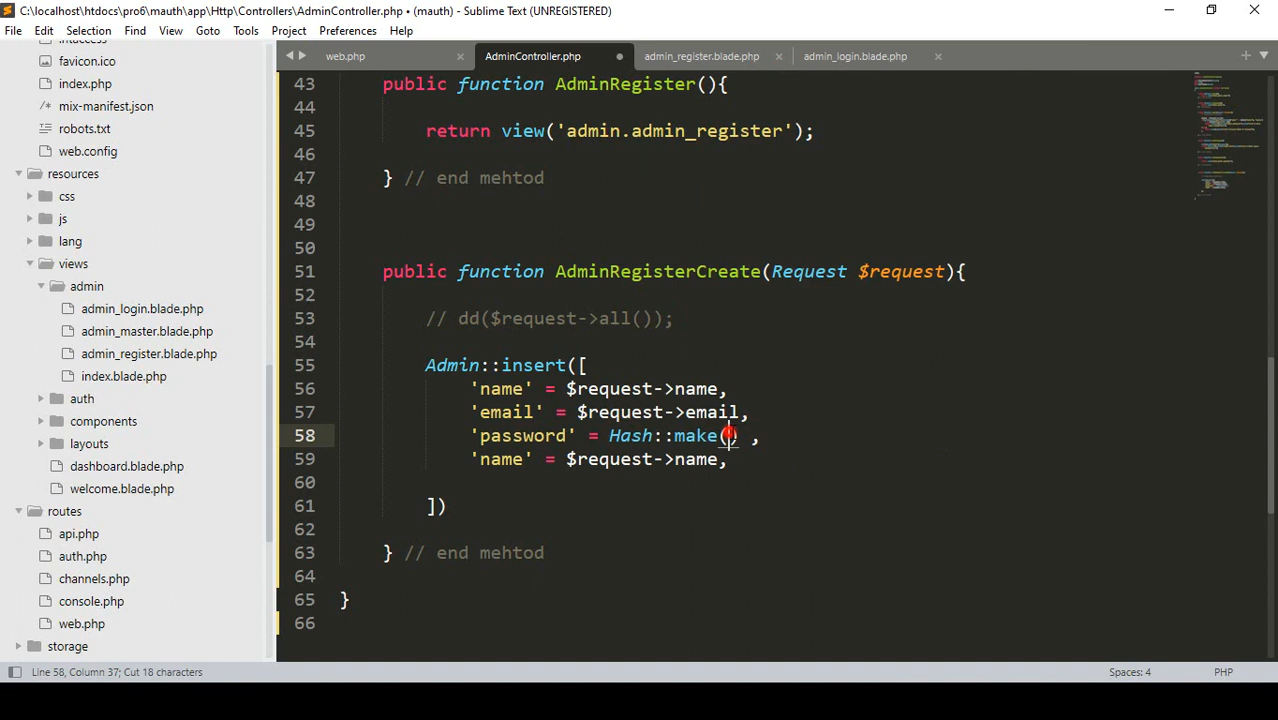 C:\localhost\htdocs\pro6\mauth\app\Http\Controllers\AdminController.php • (mauth) - Sublime Text (UNREGISTERED)
File Edit Selection Find View Goto Tools Project Preferences Help
favicon.ico
index.php
mix-manifest.json
robots.txt
web.config
resources
css
js
lang
views
admin
admin_login.blade.php
admin_master.blade.php
admin_register.blade.php
index.blade.php
auth
components
layouts
dashboard.blade.php
welcome.blade.php
routes
api.php
auth.php
channels.php
console.php
web.php
storage
web.php AdminController.php admin_register.blade.php admin_login.blade.php
43 public function AdminRegister(){
44
45 return view('admin.admin_register');
46
47 } // end mehtod
48
49
50
51 public function AdminRegisterCreate(Request $request){
52
53 // dd($request->all());
54
55 Admin::insert([
56 'name' = $request->name,
57 'email' = $request->email,
58 'password' = Hash::make() ,
59 'name' = $request->name,
60
61 ])
62
63 } // end mehtod
64
65 }
66
Line 58, Column 37; Cut 18 characters Spaces: 4 PHP